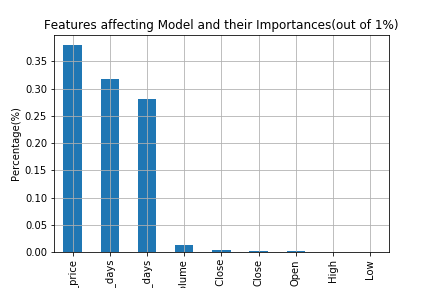 Features affecting Model and their Importances(out of 1%)
0.35
0.30
0.25
0.20
0.15
0.10
0.05
0.00
Percentage(%)
_price
_days
_days
lume
Close
Close
Open
High
Low